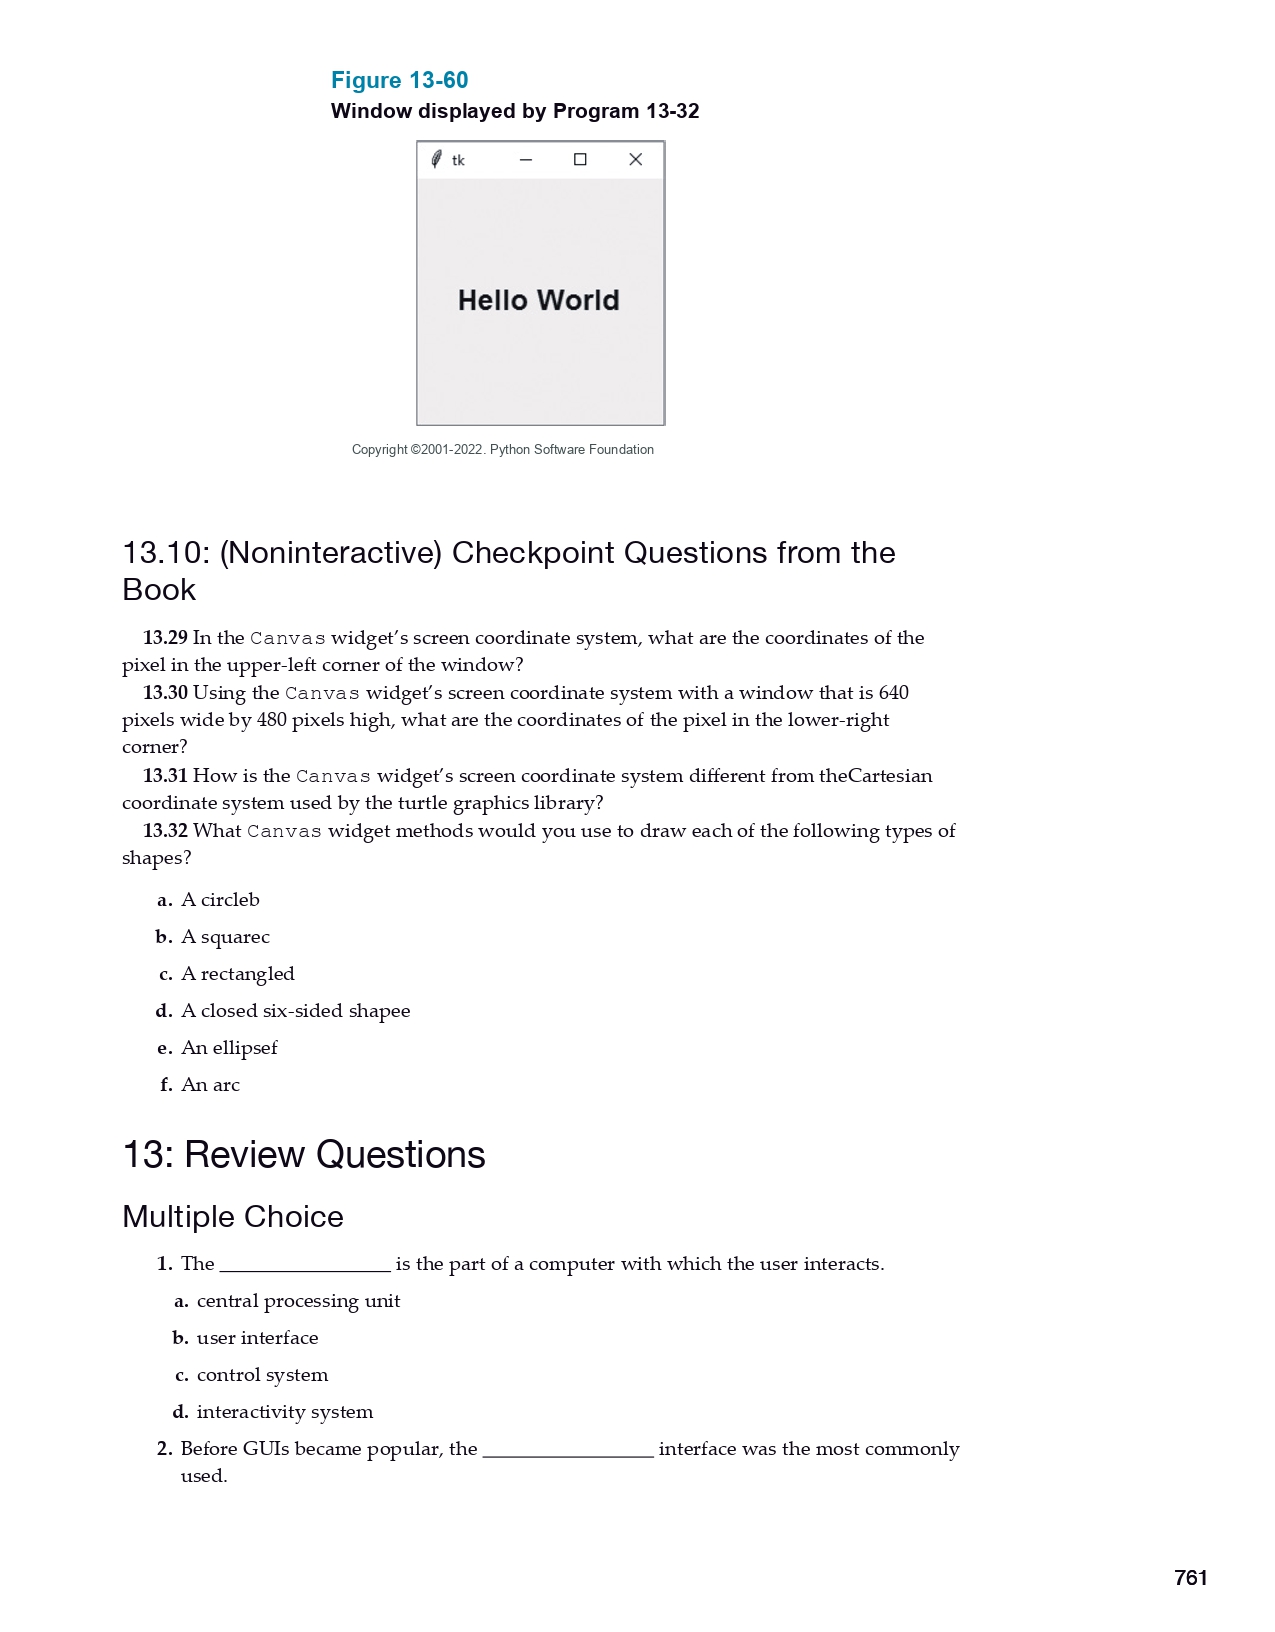 Figure 13-60
Window displayed by Program 13-32
tk
Hello World
Copyright ©2001-2022. Python Software Foundation
13.10: (Noninteractive) Checkpoint Questions from the
Book
13.29 In the Canvas widget’s screen coordinate system, what are the coordinates of the
pixel in the upper-left corner of the window?
13.30 Using the Canvas widget’s screen coordinate system with a window that is 640
pixels wide by 480 pixels high, what are the coordinates of the pixel in the lower-right
corner?
13.31 How is the Canvas widget’s screen coordinate system different from theCartesian
coordinate system used by the turtle graphics library?
13.32 What Canvas widget methods would you use to draw each of the following types of
shapes?
a. A circleb
b. A squarec
c. A rectangled
d. A closed six-sided shapee
e. An ellipsef
f. An arc
13: Review Questions
Multiple Choice
1. The _________________ is the part of a computer with which the user interacts.
a. central processing unit
b. user interface
c. control system
d. interactivity system
2. Before GUIs became popular, the _________________ interface was the most commonly
used.
761